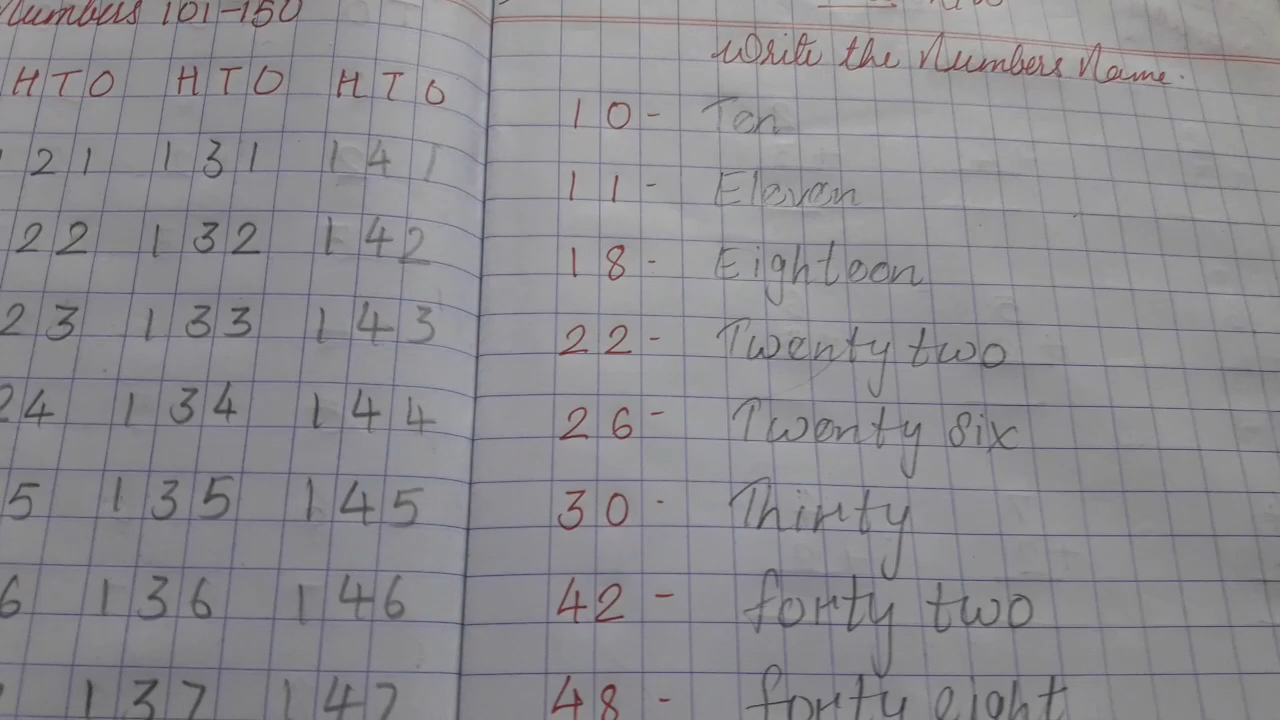 Numbers 101-150
H T O H T O H T O
2 1 1 3 1 1 4 1
2 2 1 3 2 1 4 2
2 3 1 3 3 1 4 3
2 4 1 3 4 1 4 4
5 1 3 5 1 4 5
6 1 3 6 1 4 6
1 3 7 1 4 7
Write the Numbers Name.
10 - Ten
11 - Eleven
18 - Eighteen
22 - Twenty two
26 - Twenty six
30 - Thirty
42 - forty two
48 - forty eight